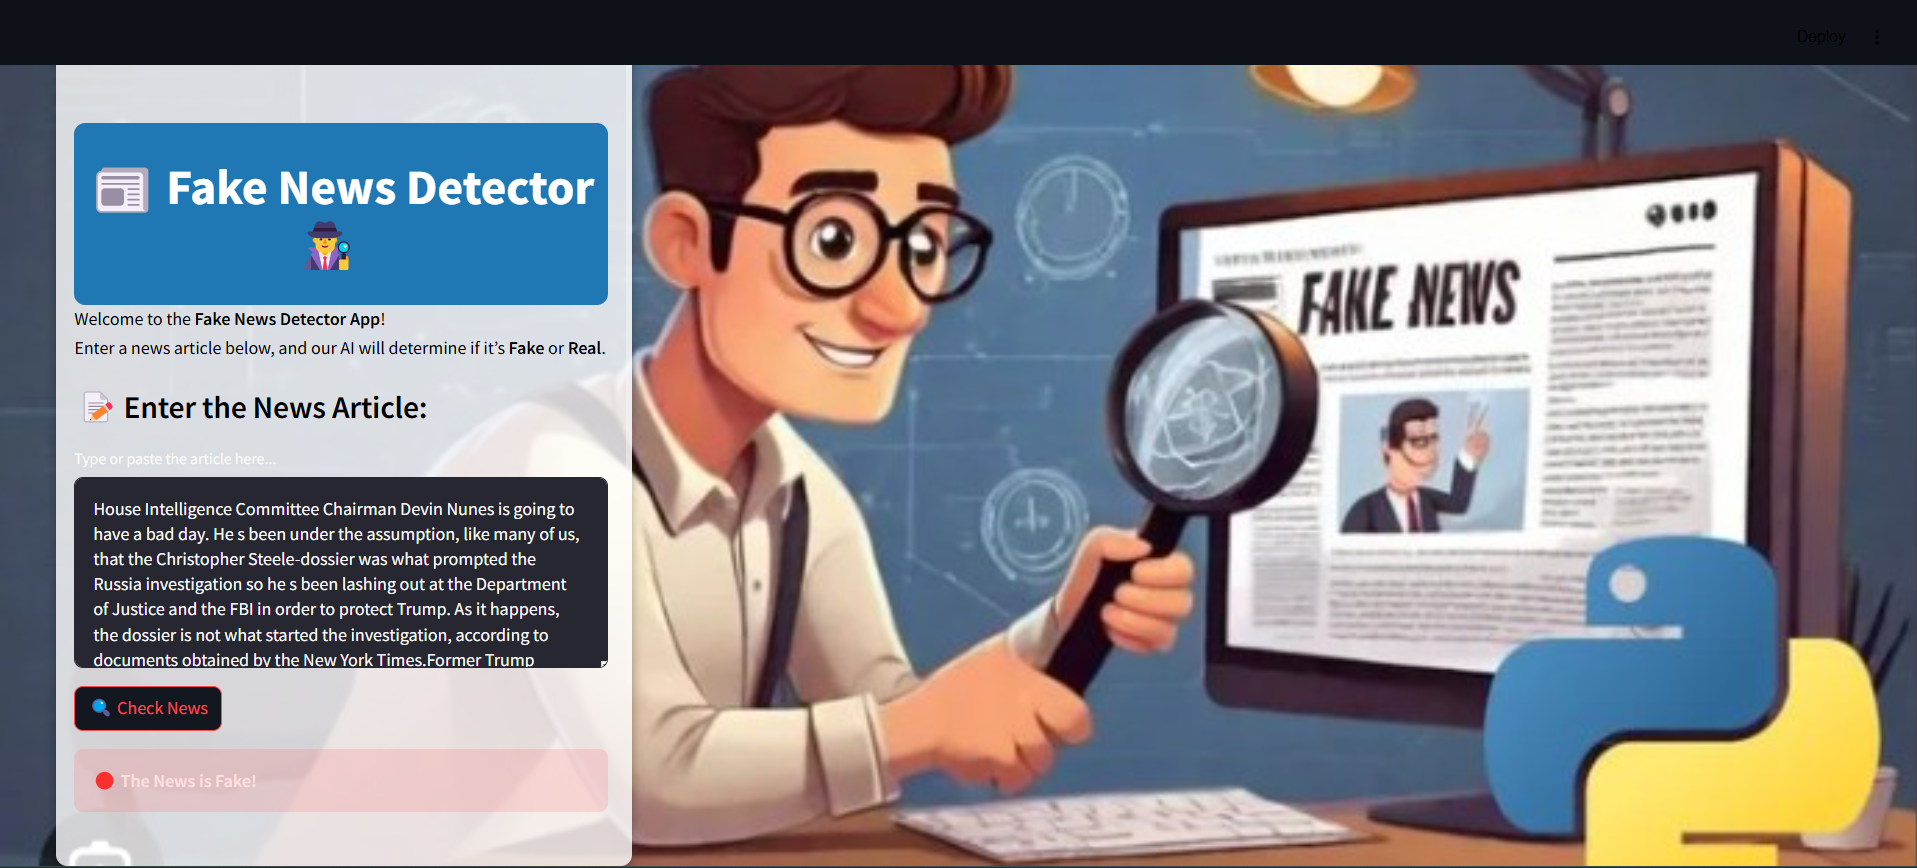 Deploy
Fake News Detector
Welcome to the Fake News Detector App!
Enter a news article below, and our AI will determine if it’s Fake or Real.
Enter the News Article:
Type or paste the article here...
House Intelligence Committee Chairman Devin Nunes is going to
have a bad day. He s been under the assumption, like many of us,
that the Christopher Steele-dossier was what prompted the
Russia investigation so he s been lashing out at the Department
of Justice and the FBI in order to protect Trump. As it happens,
the dossier is not what started the investigation, according to
documents obtained by the New York Times.Former Trump
Check News
The News is Fake!
FAKE NEWS